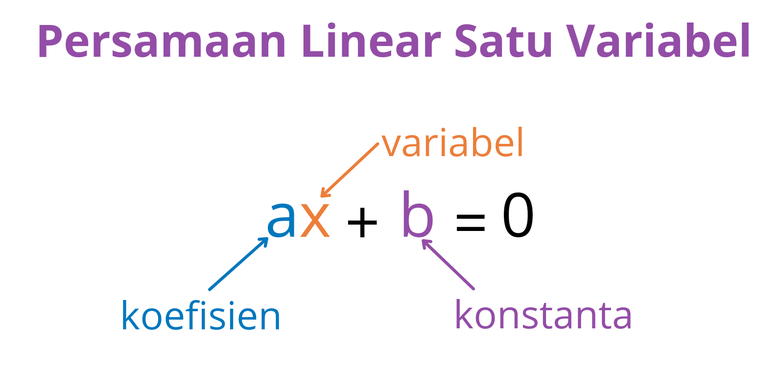 Persamaan Linear Satu Variabel
variabel
ax + b = 0
koefisien
konstanta